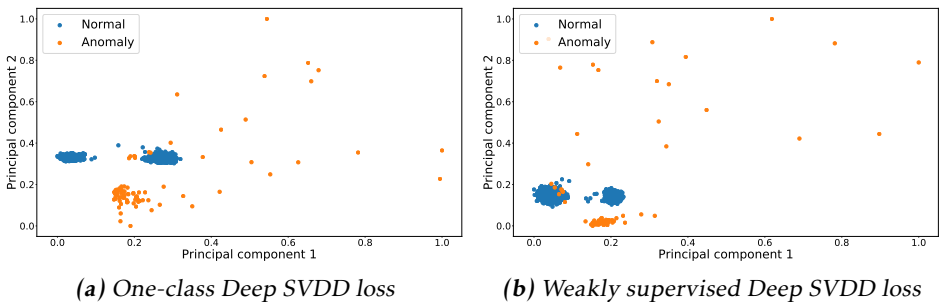 Normal
Anomaly
Principal component 2
1.0
0.8
0.6
0.4
0.2
0.0
0.0 0.2 0.4 0.6 0.8 1.0
Principal component 1
(a) One-class Deep SVDD loss
Normal
Anomaly
Principal component 2
1.0
0.8
0.6
0.4
0.2
0.0
0.0 0.2 0.4 0.6 0.8 1.0
Principal component 1
(b) Weakly supervised Deep SVDD loss